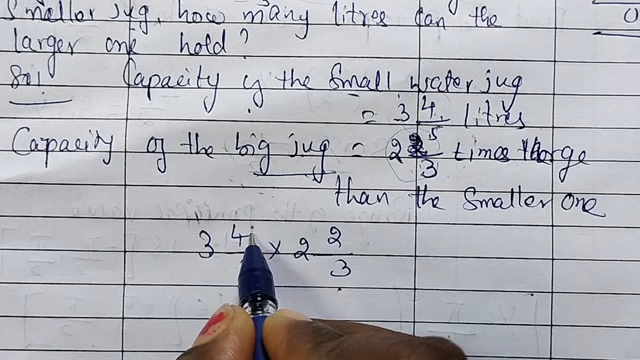 Smaller jug, how many litres can the
larger one hold?
Sol Capacity of the Small water jug
= 3 4/5 litres
Capacity of the big jug = 2 2/3 times large
than the smaller one
3 4 × 2 2/3